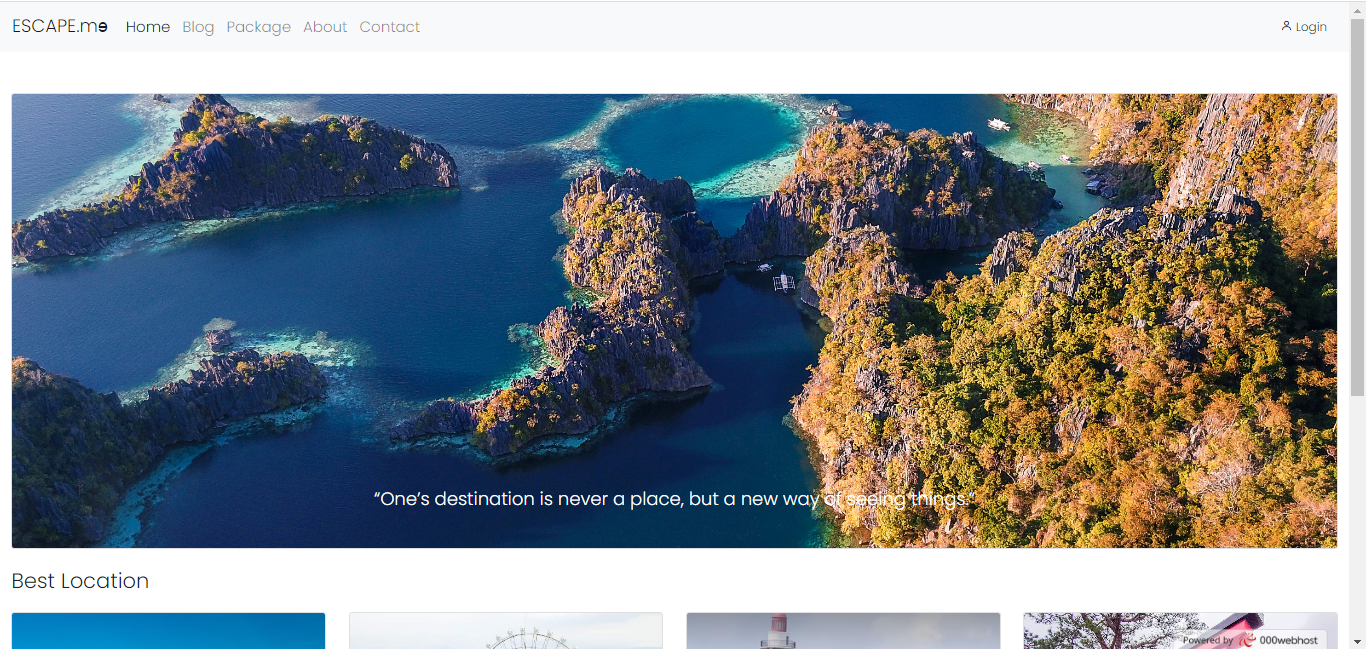 ESCAPE.me Home Blog Package About Contact Login
“One’s destination is never a place, but a new way of seeing things.”
Best Location
Powered by 000webhost